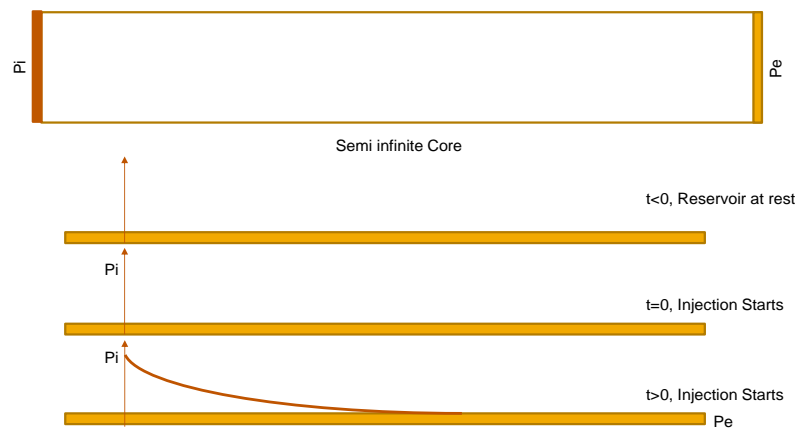 Pi
Pe
Semi infinite Core
t<0, Reservoir at rest
Pi
t=0, Injection Starts
Pi
t>0, Injection Starts
Pe